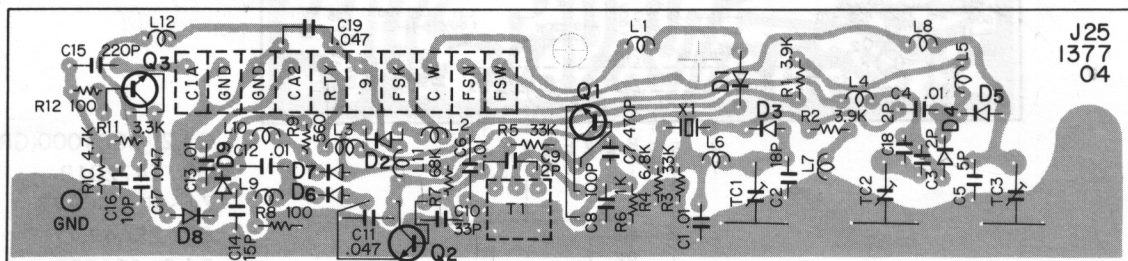 L12
C19
.047
L1
L8
J25
1377
04
C15
220P
Q3
CIA
GND
GND
CA2
RTY
9
FSK
CW
FSN
FSW
Q1
D1
R1 3.9K
L5
L4
C4 .01
D5
R12 100
R11
3.3K
L10
R9
560
L3
D2
L2
R5
33K
C7 470P
X1
D3
R2
3.9K
D4
R10 4.7K
.047
C13 .01
D9
C12
.01
D7
D6
L11
68K
R7
C6 .01
C9
2P
100P
6.8K
33K
L6
18P
L7
C18 2P
C3 2P
5P
GND
C16
10P
C17
L9
D8
C14
15P
R8
100
C11
.047
Q2
C10
33P
T1
C8
R6 1K
R4
R3
C1 .01
TC1
C2
TC2
C5
TC3